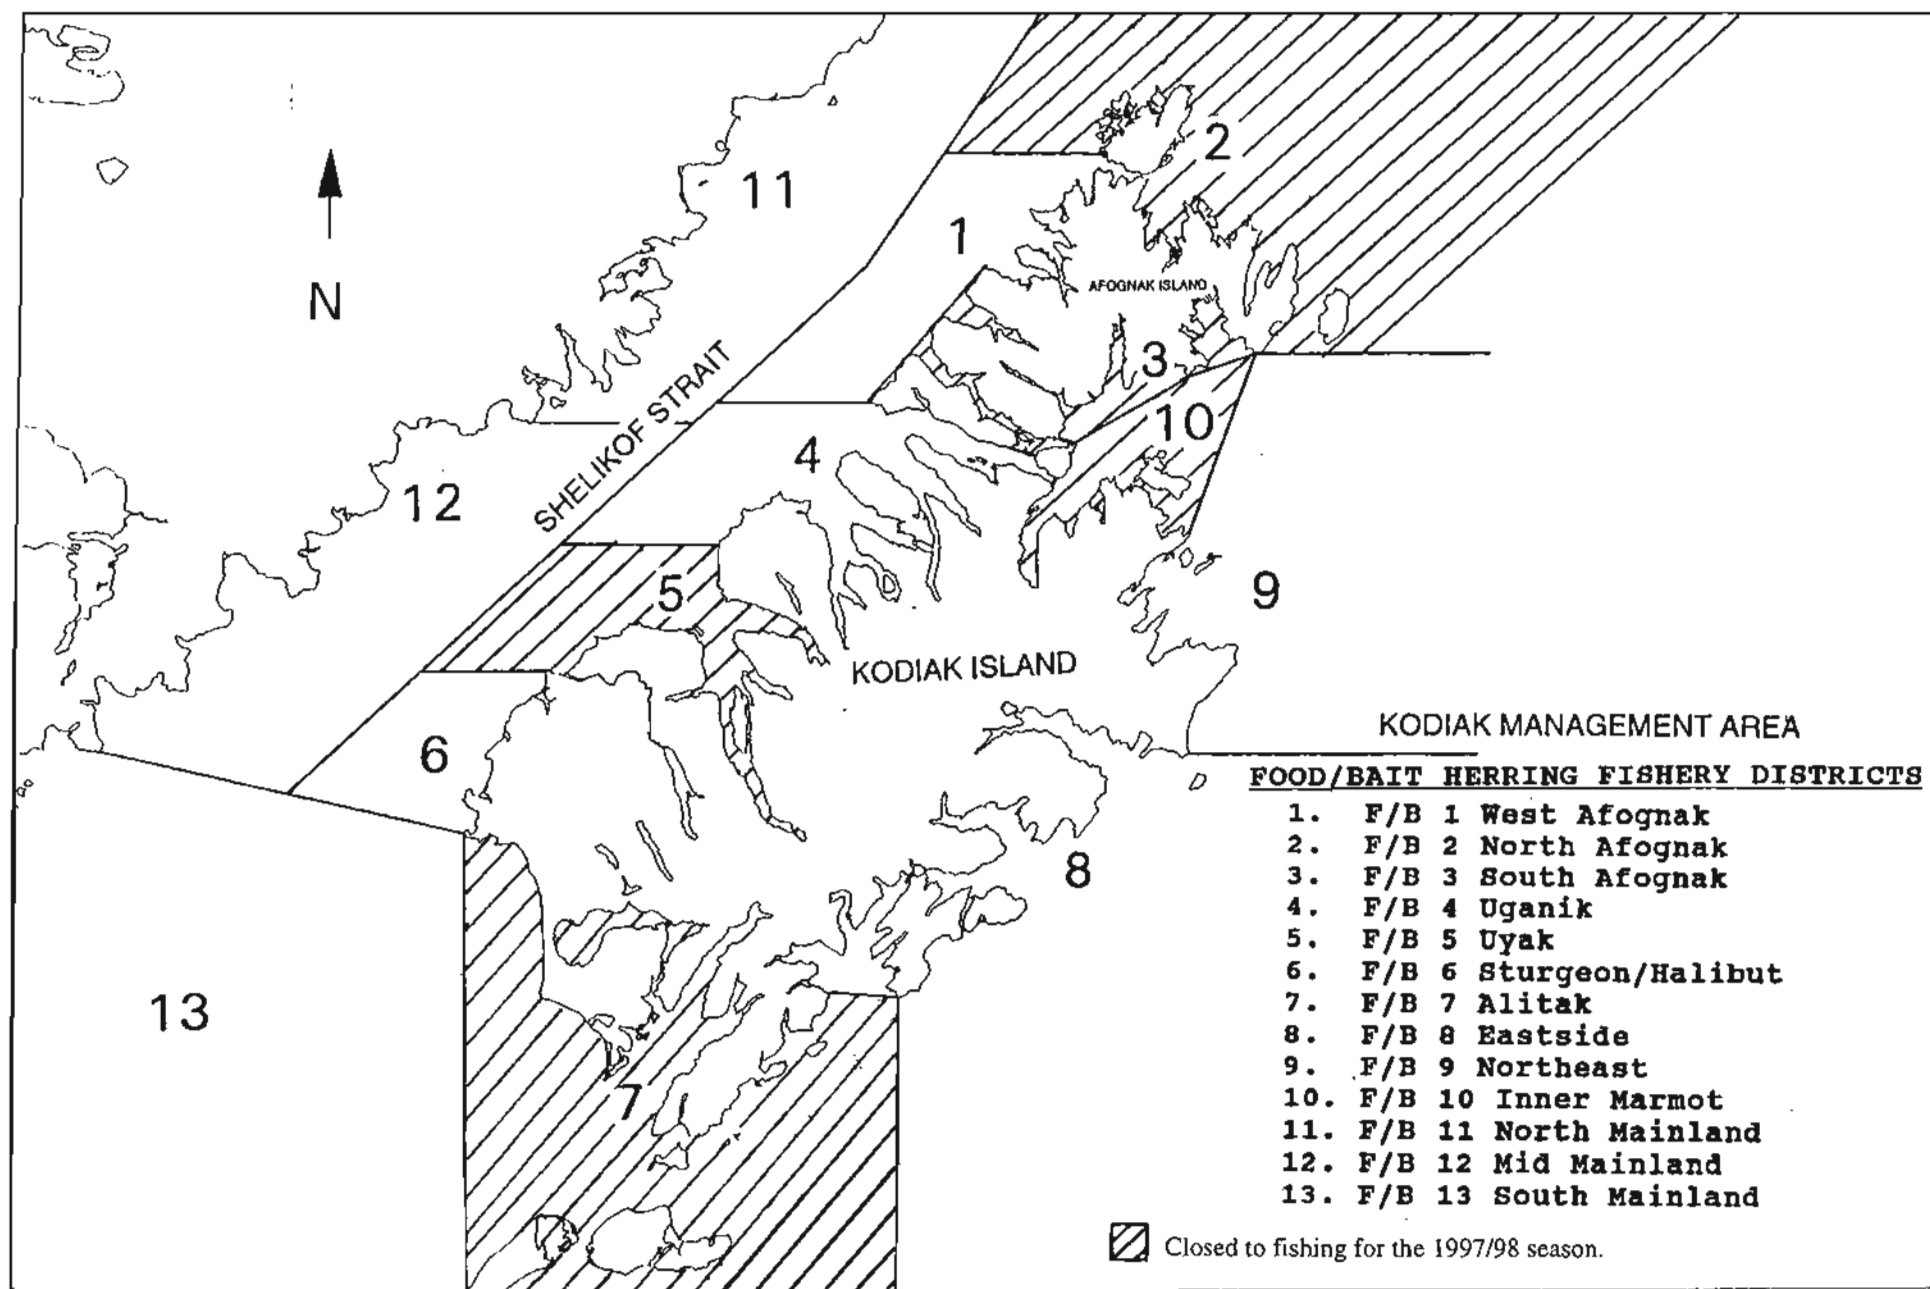 2
11
1
N
AFOGNAK ISLAND
3
SHELIKOF STRAIT
10
4
12
5
9
KODIAK ISLAND
6
8
13
7
KODIAK MANAGEMENT AREA
FOOD/BAIT HERRING FISHERY DISTRICTS
1. F/B 1 West Afognak
2. F/B 2 North Afognak
3. F/B 3 South Afognak
4. F/B 4 Uganik
5. F/B 5 Uyak
6. F/B 6 Sturgeon/Halibut
7. F/B 7 Alitak
8. F/B 8 Eastside
9. F/B 9 Northeast
10. F/B 10 Inner Marmot
11. F/B 11 North Mainland
12. F/B 12 Mid Mainland
13. F/B 13 South Mainland
Closed to fishing for the 1997/98 season.